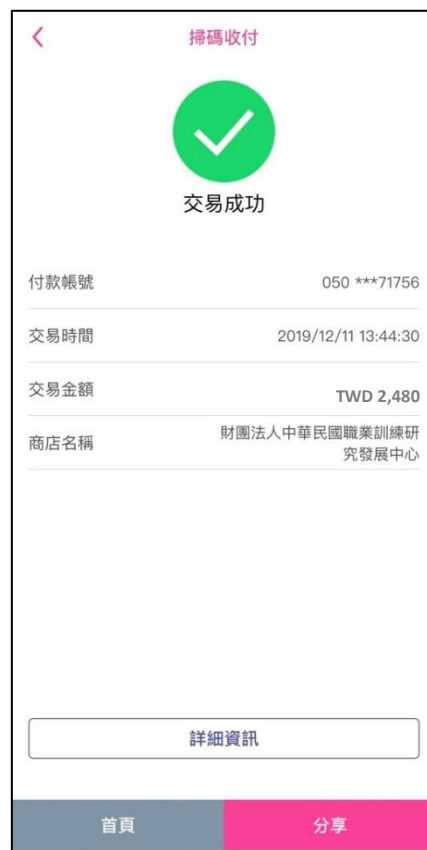 掃碼收付
交易成功
付款帳號 050 ***71756
交易時間 2019/12/11 13:44:30
交易金額 TWD 2,480
商店名稱 財團法人中華民國職業訓練研
究發展中心
詳細資訊
首頁 分享